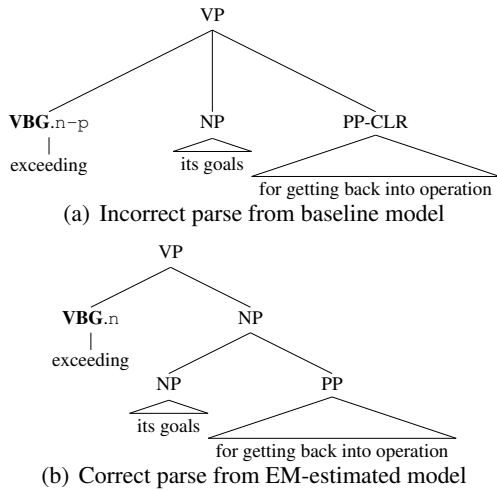 VP
VBG.n-p NP PP-CLR
exceeding its goals for getting back into operation
(a) Incorrect parse from baseline model
VP
VBG.n NP
exceeding NP PP
its goals for getting back into operation
(b) Correct parse from EM-estimated model